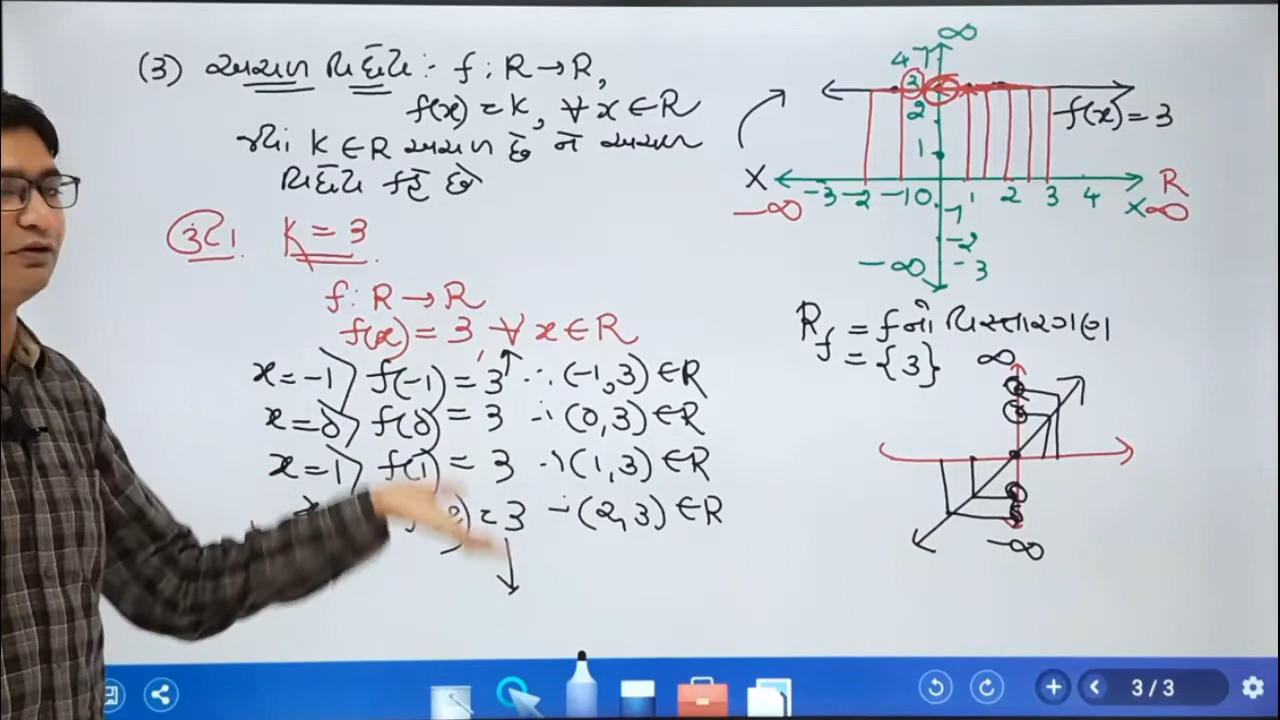 (3) અચળ વિધેય :- f : R → R,
f(x) = K, ∀ x ∈ R
જ્યાં K ∈ R અચળ છે ને અચળ
વિધેય કહે છે
ઉદા. K = 3
f : R → R
f(x) = 3, ∀ x ∈ R
x = -1 > f(-1) = 3 ∴ (-1, 3) ∈ R
x = 0 > f(0) = 3 ∴ (0, 3) ∈ R
x = 1 > f(1) = 3 ∴ (1, 3) ∈ R
= 3 ∴ (2, 3) ∈ R
∞
4 Y
3
2
f(x) = 3
1
X -3 -2 -1 0 1 2 3 4 X R
-∞ ∞
-1
-2
-∞ -3
R_f = f નો વિસ્તારગણ
= {3}
∞
-∞
3 / 3